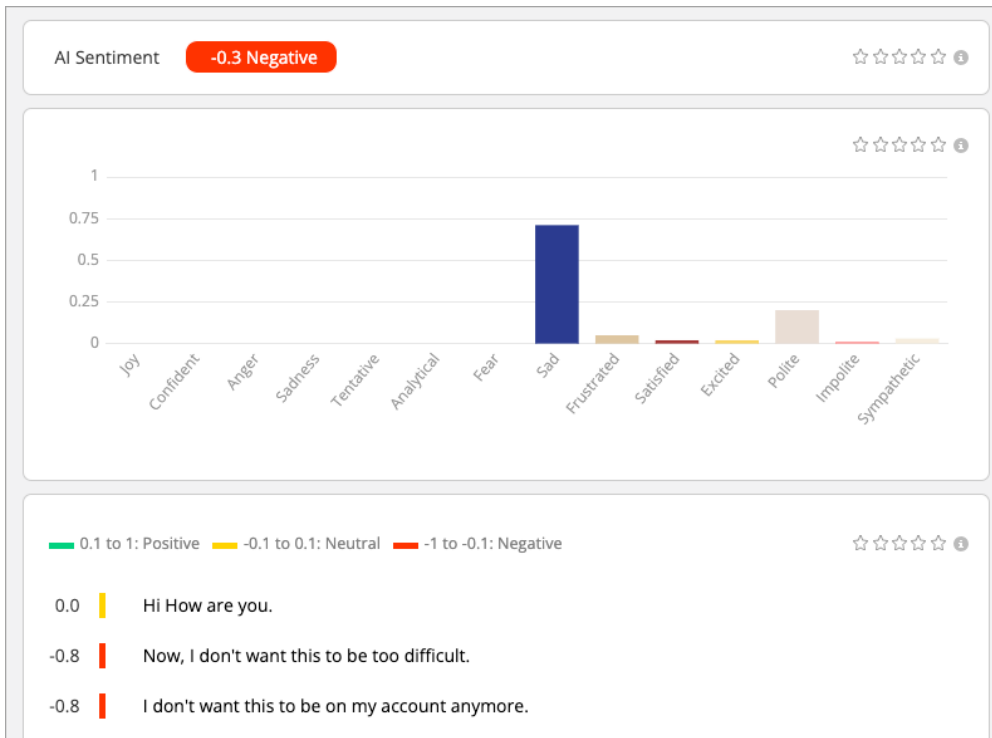 AI Sentiment -0.3 Negative
1
0.75
0.5
0.25
0
Joy
Confident
Anger
Sadness
Tentative
Analytical
Fear
Sad
Frustrated
Satisfied
Excited
Polite
Impolite
Sympathetic
0.1 to 1: Positive -0.1 to 0.1: Neutral -1 to -0.1: Negative
0.0 Hi How are you.
-0.8 Now, I don't want this to be too difficult.
-0.8 I don't want this to be on my account anymore.